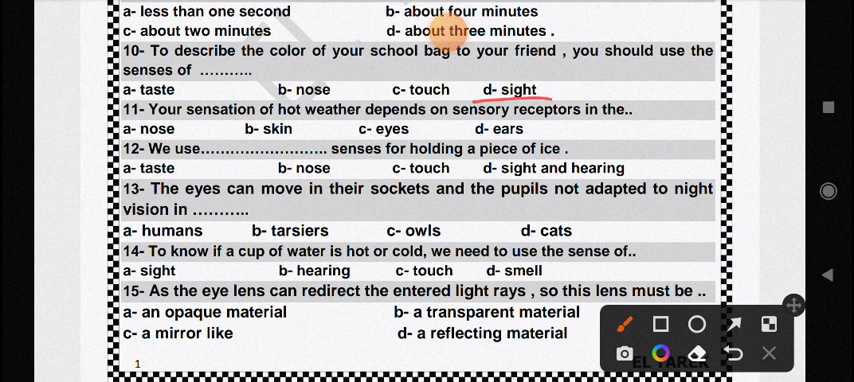 a- less than one second b- about four minutes
c- about two minutes d- about three minutes .
10- To describe the color of your school bag to your friend , you should use the
senses of ………..
a- taste b- nose c- touch d- sight
11- Your sensation of hot weather depends on sensory receptors in the..
a- nose b- skin c- eyes d- ears
12- We use……………………. senses for holding a piece of ice .
a- taste b- nose c- touch d- sight and hearing
13- The eyes can move in their sockets and the pupils not adapted to night
vision in ………..
a- humans b- tarsiers c- owls d- cats
14- To know if a cup of water is hot or cold, we need to use the sense of..
a- sight b- hearing c- touch d- smell
15- As the eye lens can redirect the entered light rays , so this lens must be ..
a- an opaque material b- a transparent material
c- a mirror like d- a reflecting material
1 EL TAREK